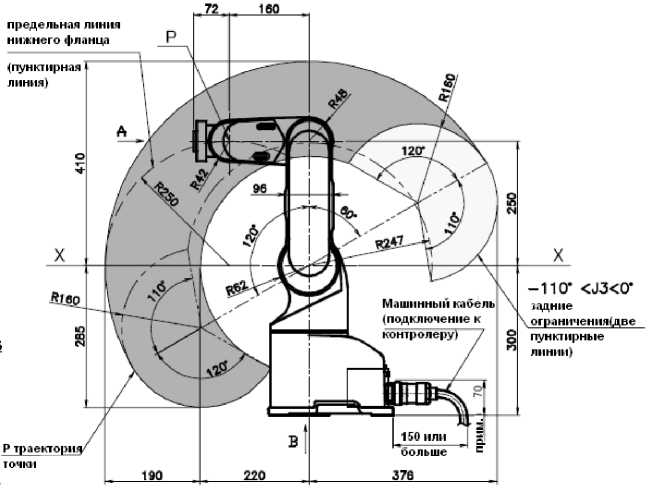 предельная линия
нижнего фланца
(пунктирная
линия)
72
160
P
A
R48
R160
R42
410
R250
96
120°
110°
60°
120°
R247
250
X
X
R62
R160
110°
120°
285
Машинный кабель
(подключение к
контролеру)
-110° <J3<0°
задние
ограничения(две
пунктирные
линии)
300
70
прим.
150 или
больше
B
P траектория
точки
190
220
376